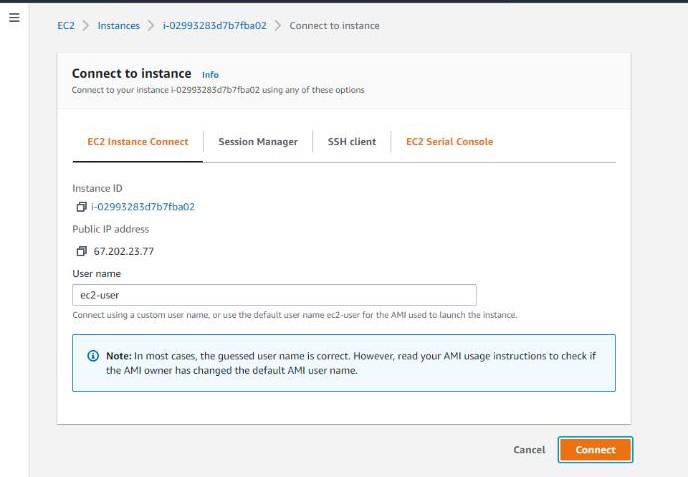 EC2 > Instances > i-02993283d7b7fba02 > Connect to instance
Connect to instance Info
Connect to your instance i-02993283d7b7fba02 using any of these options
EC2 Instance Connect Session Manager SSH client EC2 Serial Console
Instance ID
i-02993283d7b7fba02
Public IP address
67.202.23.77
User name
ec2-user
Connect using a custom user name, or use the default user name ec2-user for the AMI used to launch the instance.
Note: In most cases, the guessed user name is correct. However, read your AMI usage instructions to check if
the AMI owner has changed the default AMI user name.
Cancel Connect